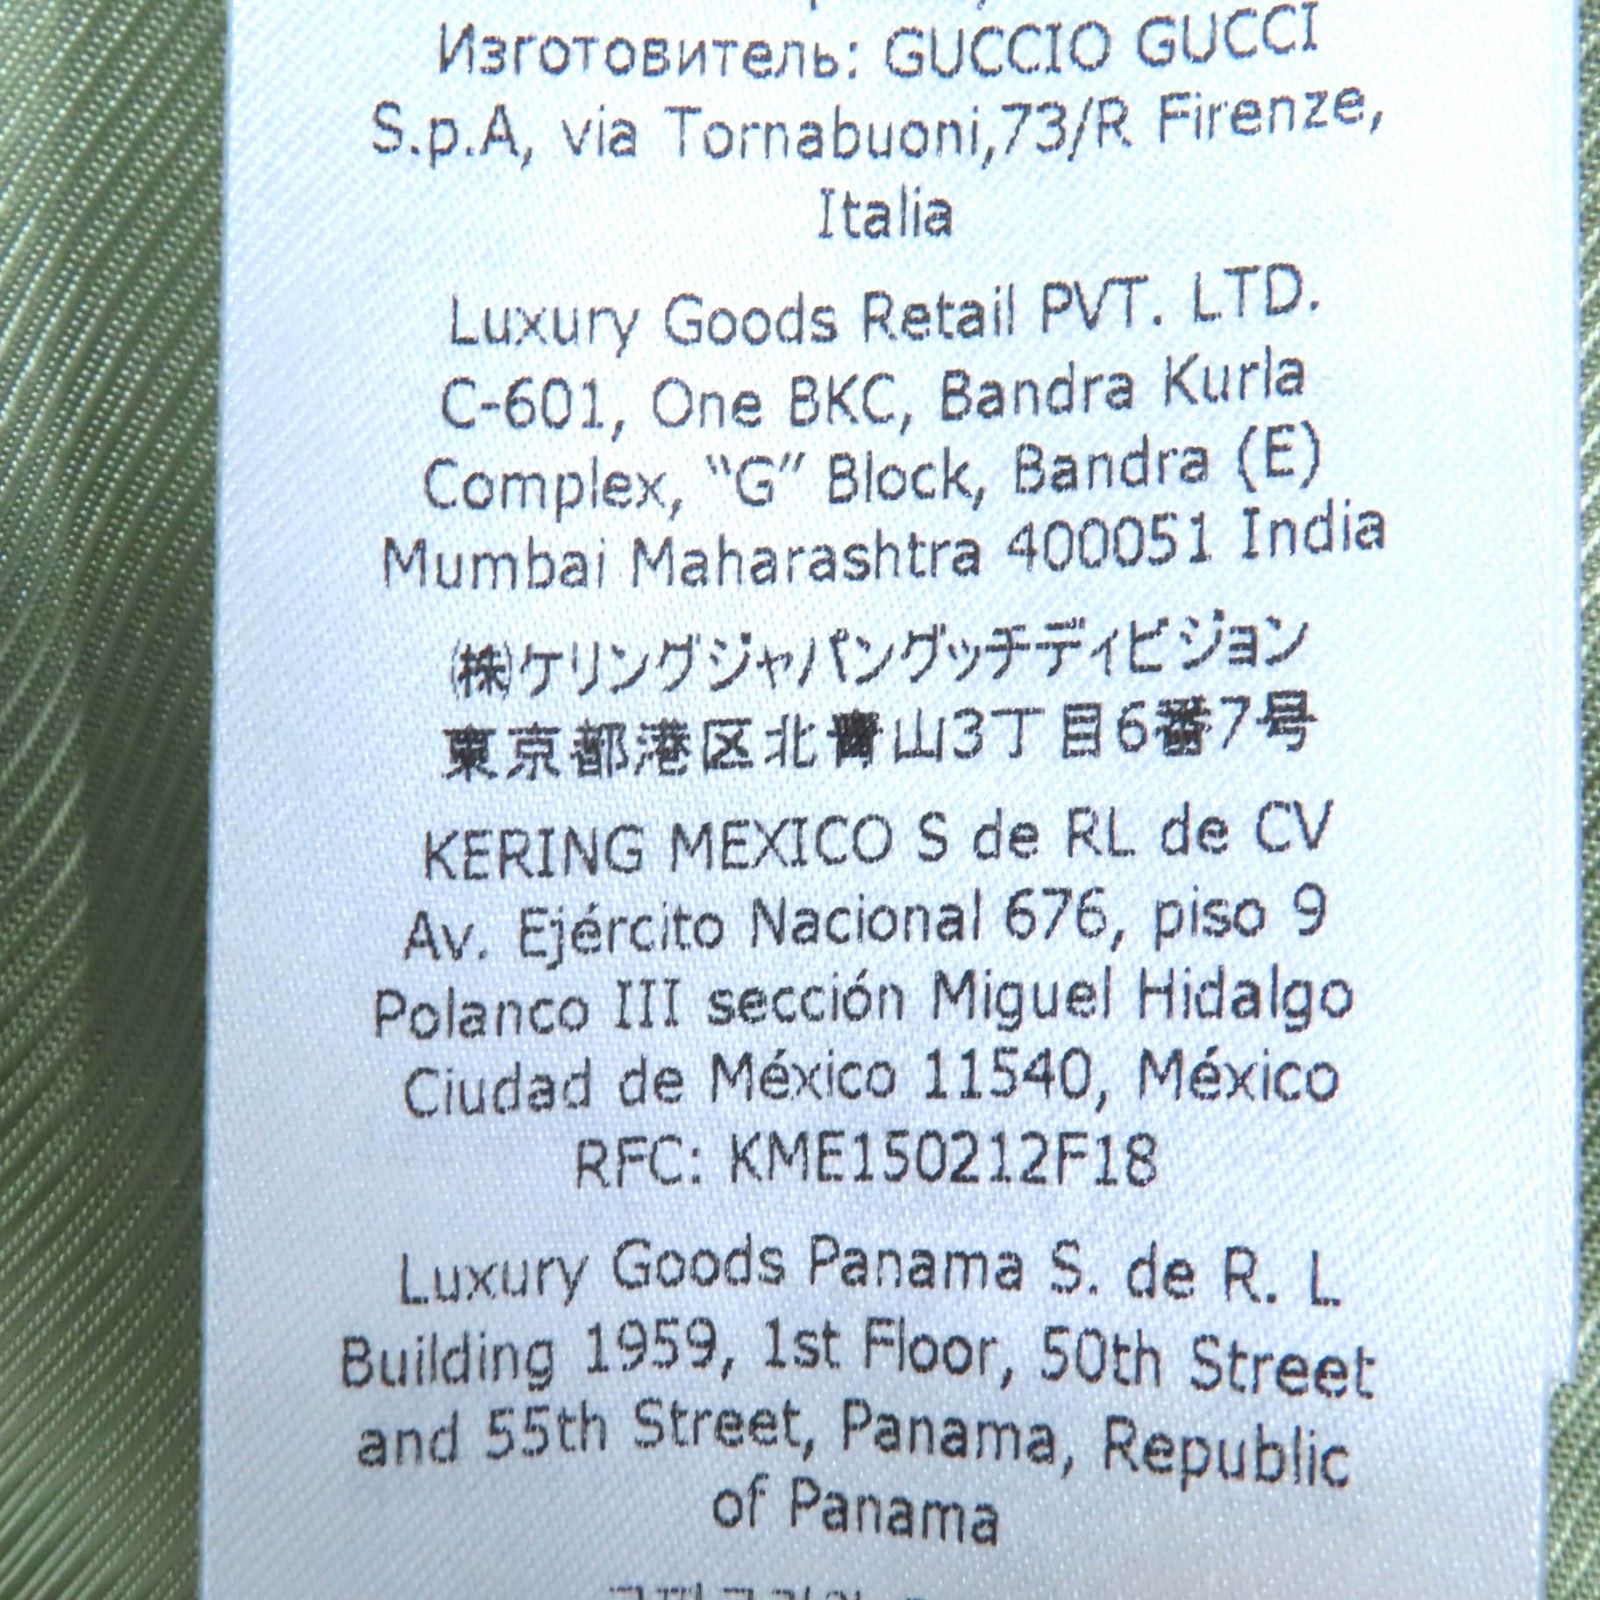 Изготовитель: GUCCIO GUCCI
S.p.A, via Tornabuoni,73/R Firenze,
Italia
Luxury Goods Retail PVT. LTD.
C-601, One BKC, Bandra Kurla
Complex, “G” Block, Bandra (E)
Mumbai Maharashtra 400051 India
㈱ケリングジャパングッチディビジョン
東京都港区北青山3丁目6番7号
KERING MEXICO S de RL de CV
Av. Ejército Nacional 676, piso 9
Polanco III sección Miguel Hidalgo
Ciudad de México 11540, México
RFC: KME150212F18
Luxury Goods Panama S. de R. L
Building 1959, 1st Floor, 50th Street
and 55th Street, Panama, Republic
of Panama